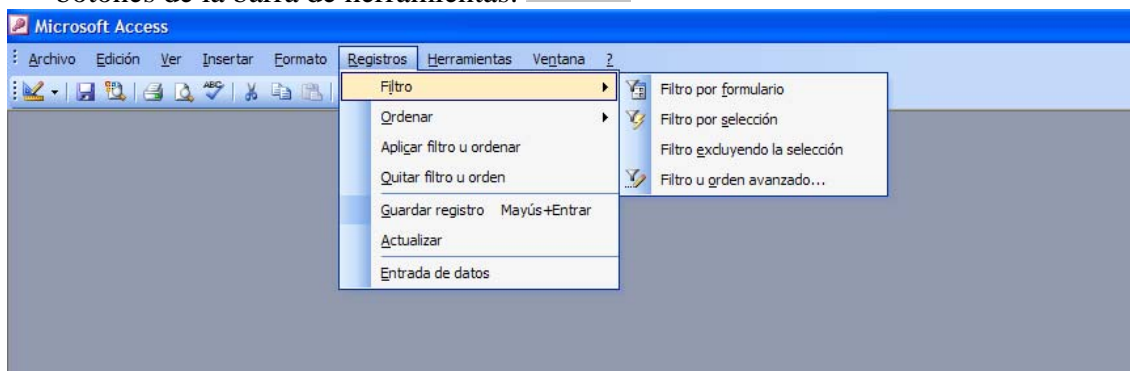 botones de la barra de herramientas.
Microsoft Access
Archivo Edición Ver Insertar Formato Registros Herramientas Ventana ?
ABC
Filtro
Ordenar
Aplicar filtro u ordenar
Quitar filtro u orden
Guardar registro Mayús+Entrar
Actualizar
Entrada de datos
Filtro por formulario
Filtro por selección
Filtro excluyendo la selección
Filtro u orden avanzado...